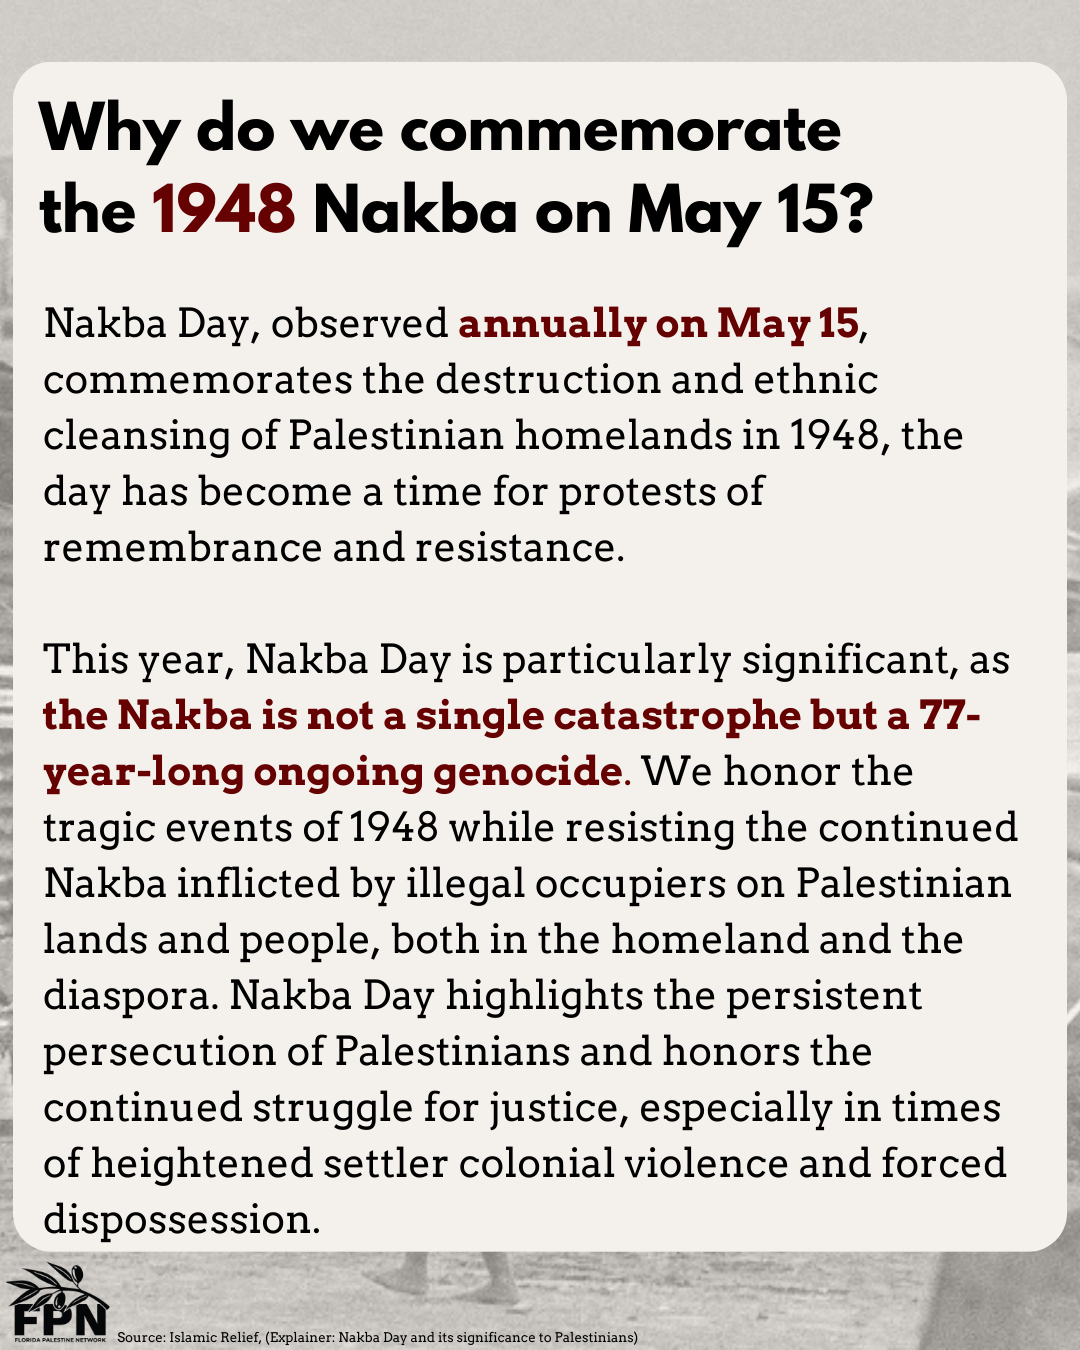 Why do we commemorate
the 1948 Nakba on May 15?
Nakba Day, observed annually on May 15,
commemorates the destruction and ethnic
cleansing of Palestinian homelands in 1948, the
day has become a time for protests of
remembrance and resistance.
This year, Nakba Day is particularly significant, as
the Nakba is not a single catastrophe but a 77-
year-long ongoing genocide. We honor the
tragic events of 1948 while resisting the continued
Nakba inflicted by illegal occupiers on Palestinian
lands and people, both in the homeland and the
diaspora. Nakba Day highlights the persistent
persecution of Palestinians and honors the
continued struggle for justice, especially in times
of heightened settler colonial violence and forced
dispossession.
FPN
FLORIDA PALESTINE NETWORK
Source: Islamic Relief, (Explainer: Nakba Day and its significance to Palestinians)